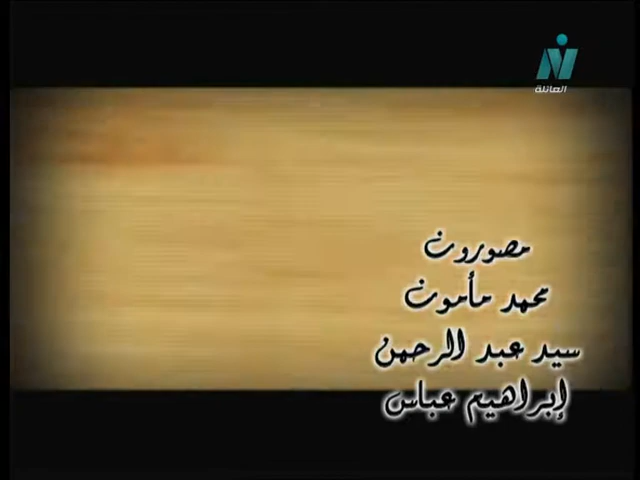 العائلة
مصورون
محمد مأمون
سيد عبد الرحمن
إبراهيم عباس